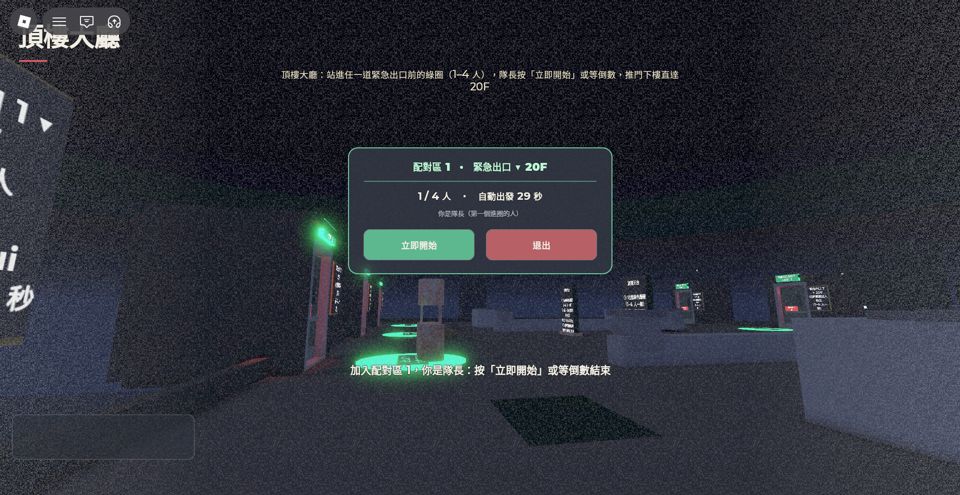 頂樓大廳
頂樓大廳：站進任一道緊急出口前的綠圈（1–4 人），隊長按「立即開始」或等倒數，推門下樓直達
20F
配對區 1 • 緊急出口 ▼ 20F
1 / 4 人 • 自動出發 29 秒
你是隊長（第一個進圈的人）
立即開始
退出
1
人
秒
加入配對區 1，你是隊長：按「立即開始」或等倒數結束